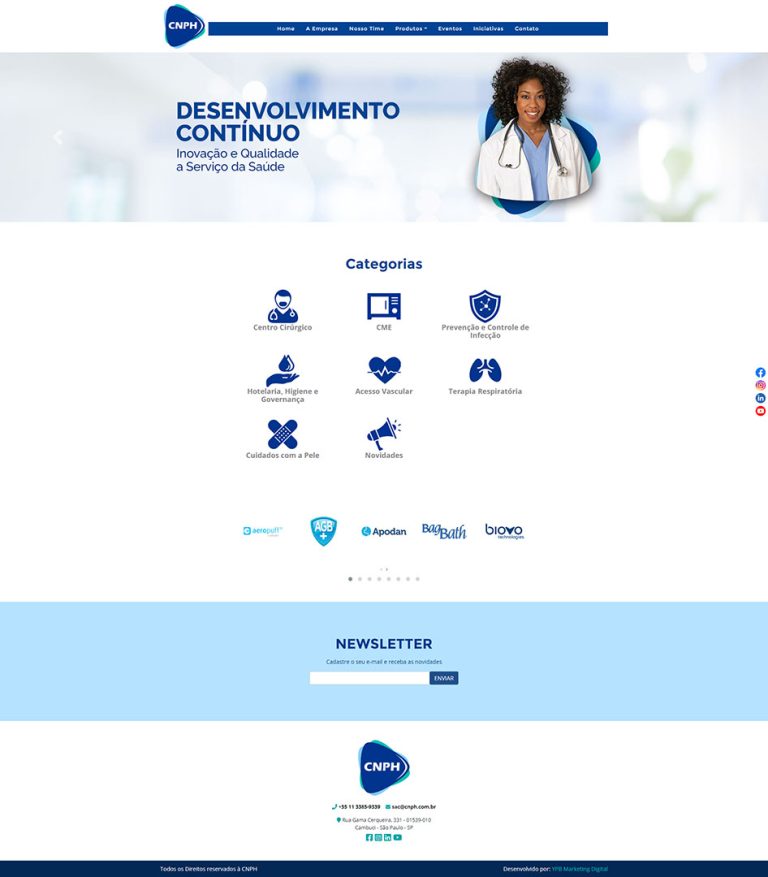 CNPH
Home A Empresa Nosso Time Produtos Eventos Iniciativas Contato
DESENVOLVIMENTO
CONTÍNUO
Inovação e Qualidade
a Serviço da Saúde
Categorias
Centro Cirúrgico
CME
Prevenção e Controle de
Infecção
Hotelaria, Higiene e
Governança
Acesso Vascular
Terapia Respiratória
Cuidados com a Pele
Novidades
aeropuff
AGB
Apodan
Bag Bath
biovo
technologies
NEWSLETTER
Cadastre o seu e-mail e receba as novidades
ENVIAR
CNPH
+55 11 3385-9339 sac@cnph.com.br
Rua Gama Cerqueira, 331 - 01539-010
Cambuci - São Paulo - SP
Todos os Direitos reservados à CNPH
Desenvolvido por: YPB Marketing Digital